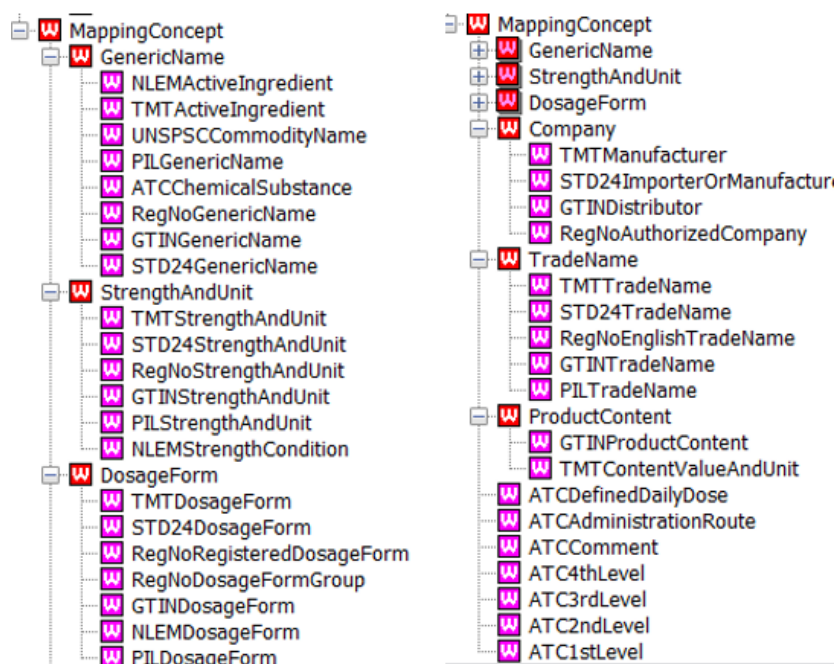 MappingConcept
GenericName
NLEMActiveIngredient
TMTActiveIngredient
UNSPSCCommodityName
PILGenericName
ATCChemicalSubstance
RegNoGenericName
GTINGenericName
STD24GenericName
StrengthAndUnit
TMTStrengthAndUnit
STD24StrengthAndUnit
RegNoStrengthAndUnit
GTINStrengthAndUnit
PILStrengthAndUnit
NLEMStrengthCondition
DosageForm
TMTDosageForm
STD24DosageForm
RegNoRegisteredDosageForm
RegNoDosageFormGroup
GTINDosageForm
NLEMDosageForm
PILDosageForm
MappingConcept
GenericName
StrengthAndUnit
DosageForm
Company
TMTManufacturer
STD24ImporterOrManufacture
GTINDistributor
RegNoAuthorizedCompany
TradeName
TMTTradeName
STD24TradeName
RegNoEnglishTradeName
GTINTradeName
PILTradeName
ProductContent
GTINProductContent
TMTContentValueAndUnit
ATCDefinedDailyDose
ATCAdministrationRoute
ATCComment
ATC4thLevel
ATC3rdLevel
ATC2ndLevel
ATC1stLevel